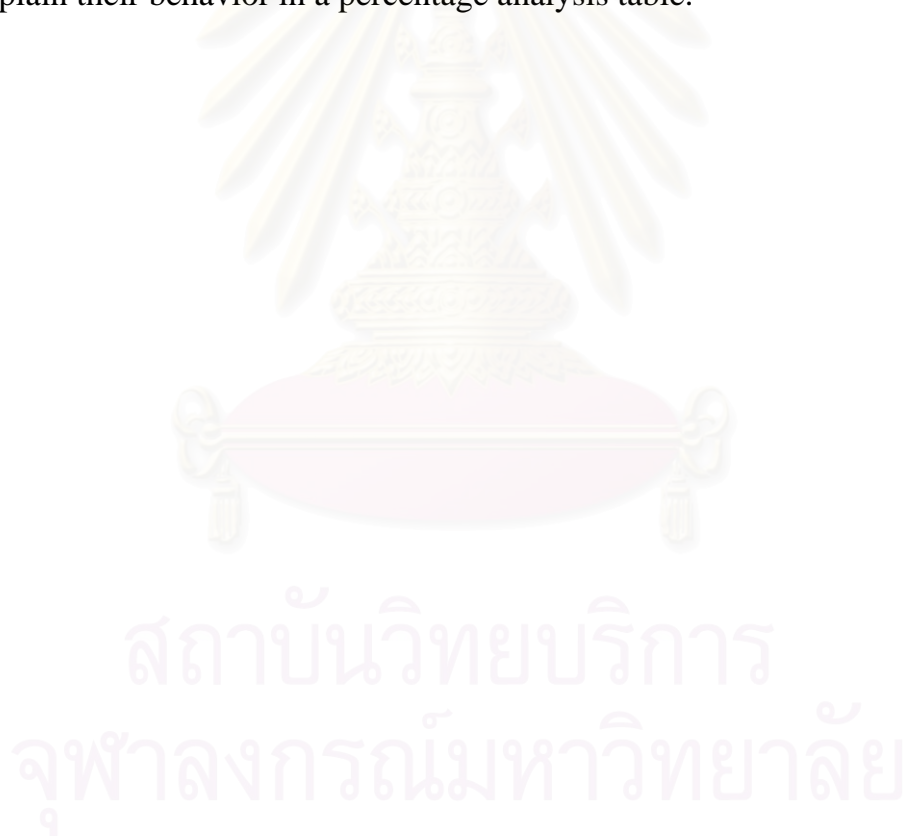 plain their behavior in a percentage analysis table.
สถาบันวิทยบริการ
จุฬาลงกรณ์มหาวิทยาลัย